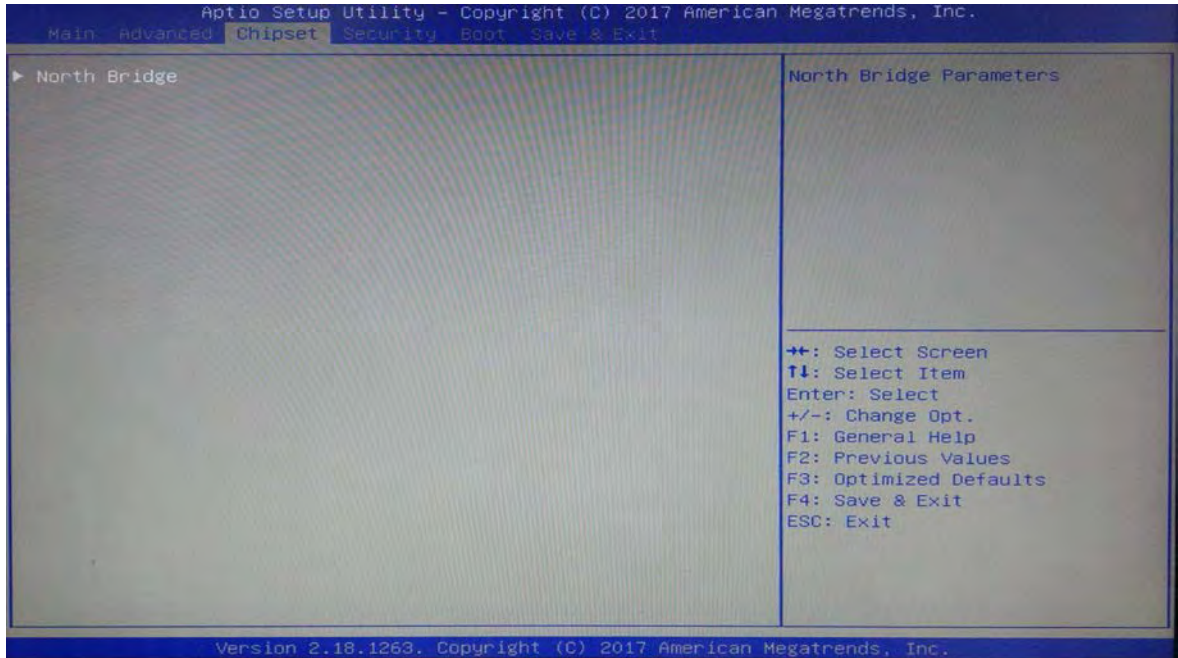 Aptio Setup Utility - Copyright (C) 2017 American Megatrends, Inc.
Main Advanced Chipset Security Boot Save & Exit
► North Bridge
North Bridge Parameters
→←: Select Screen
↑↓: Select Item
Enter: Select
+/-: Change Opt.
F1: General Help
F2: Previous Values
F3: Optimized Defaults
F4: Save & Exit
ESC: Exit
Version 2.18.1263. Copyright (C) 2017 American Megatrends, Inc.